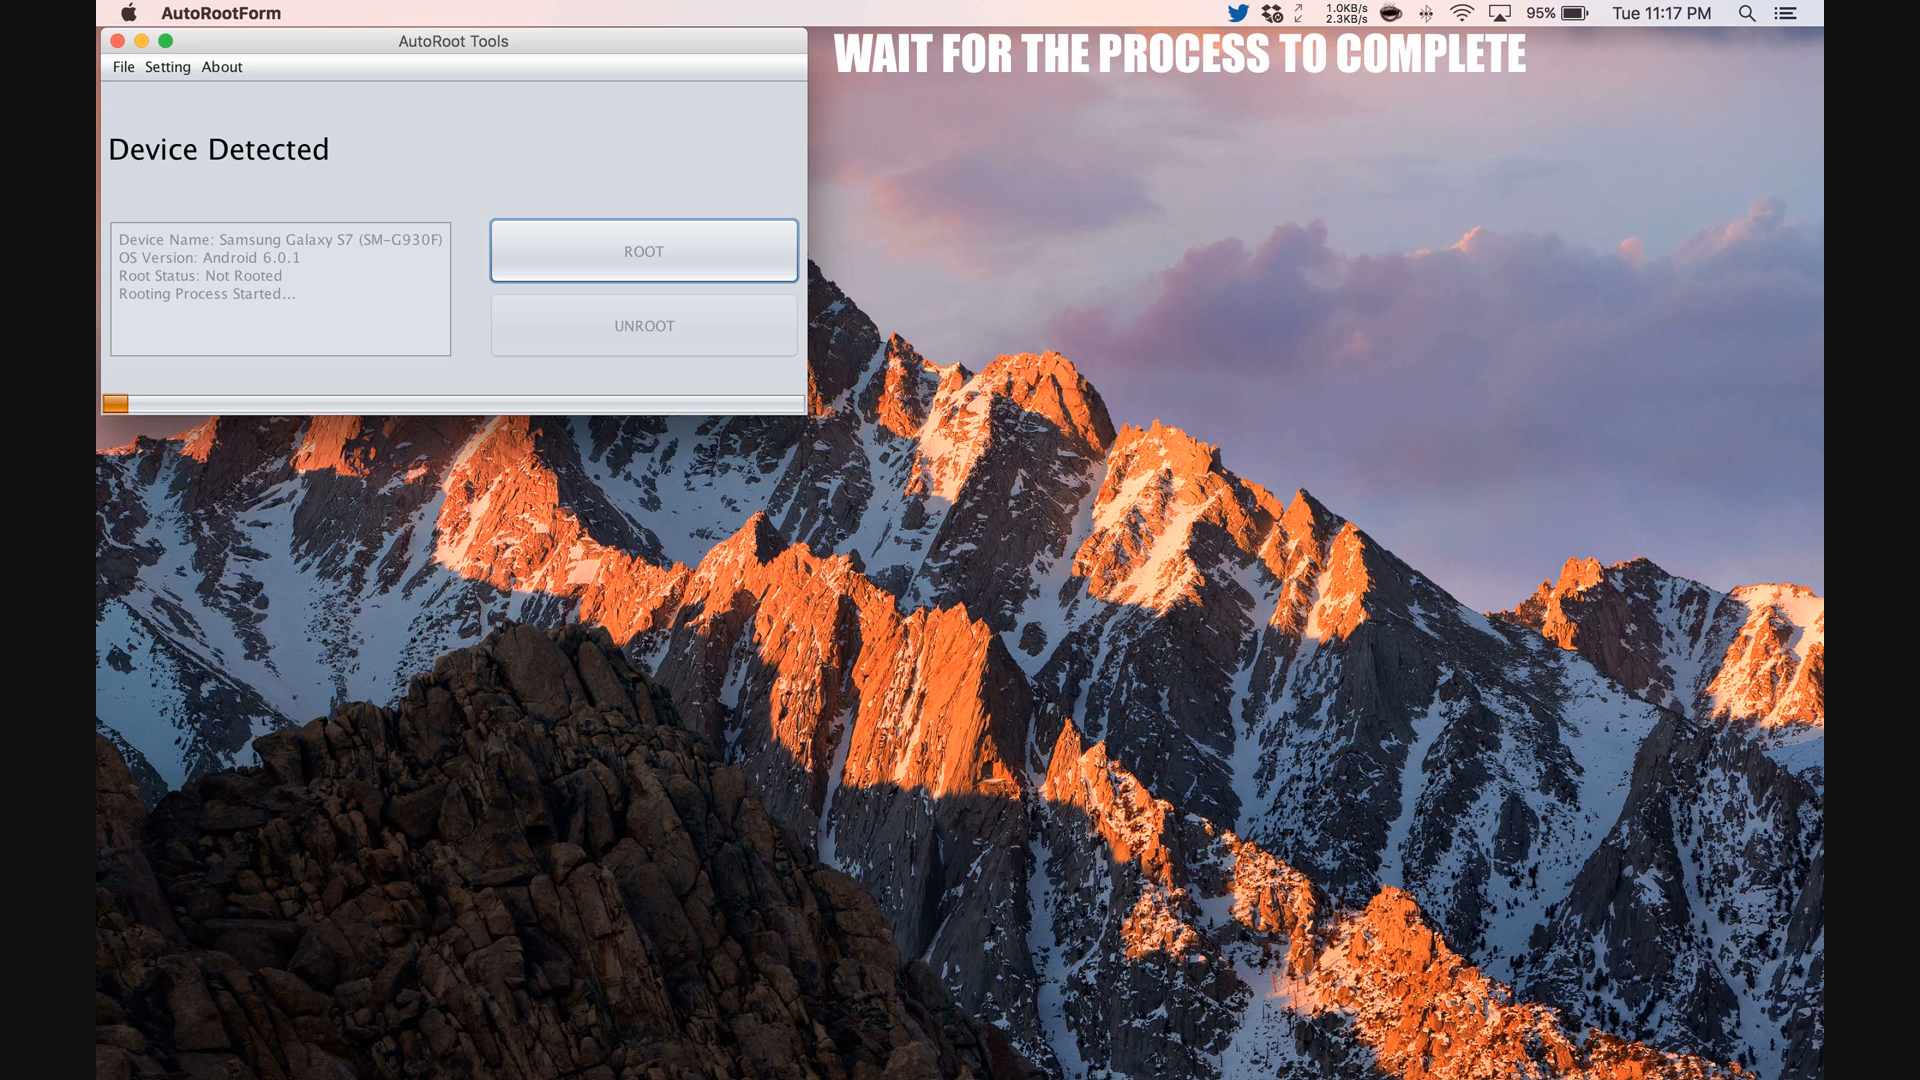 AutoRootForm
1.0KB/s
2.3KB/s
95%
Tue 11:17 PM
AutoRoot Tools
WAIT FOR THE PROCESS TO COMPLETE
File Setting About
Device Detected
Device Name: Samsung Galaxy S7 (SM-G930F)
OS Version: Android 6.0.1
Root Status: Not Rooted
Rooting Process Started...
ROOT
UNROOT